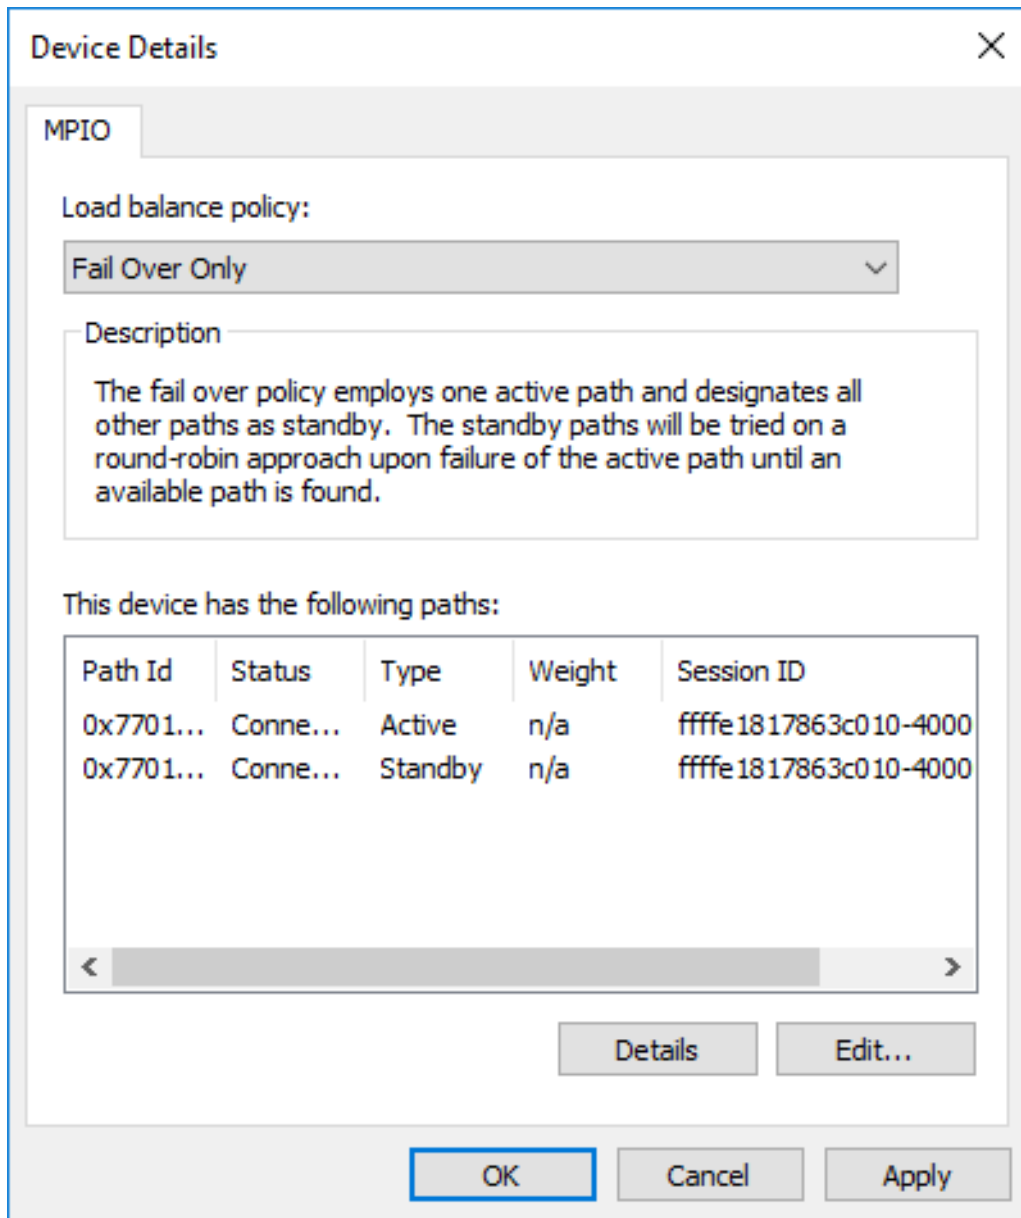 Device Details
MPIO
Load balance policy:
Fail Over Only
Description
The fail over policy employs one active path and designates all
other paths as standby.  The standby paths will be tried on a
round-robin approach upon failure of the active path until an
available path is found.
This device has the following paths:
Path Id Status Type Weight Session ID
0x7701... Conne... Active n/a ffffe1817863c010-4000
0x7701... Conne... Standby n/a ffffe1817863c010-4000
Details Edit...
OK Cancel Apply